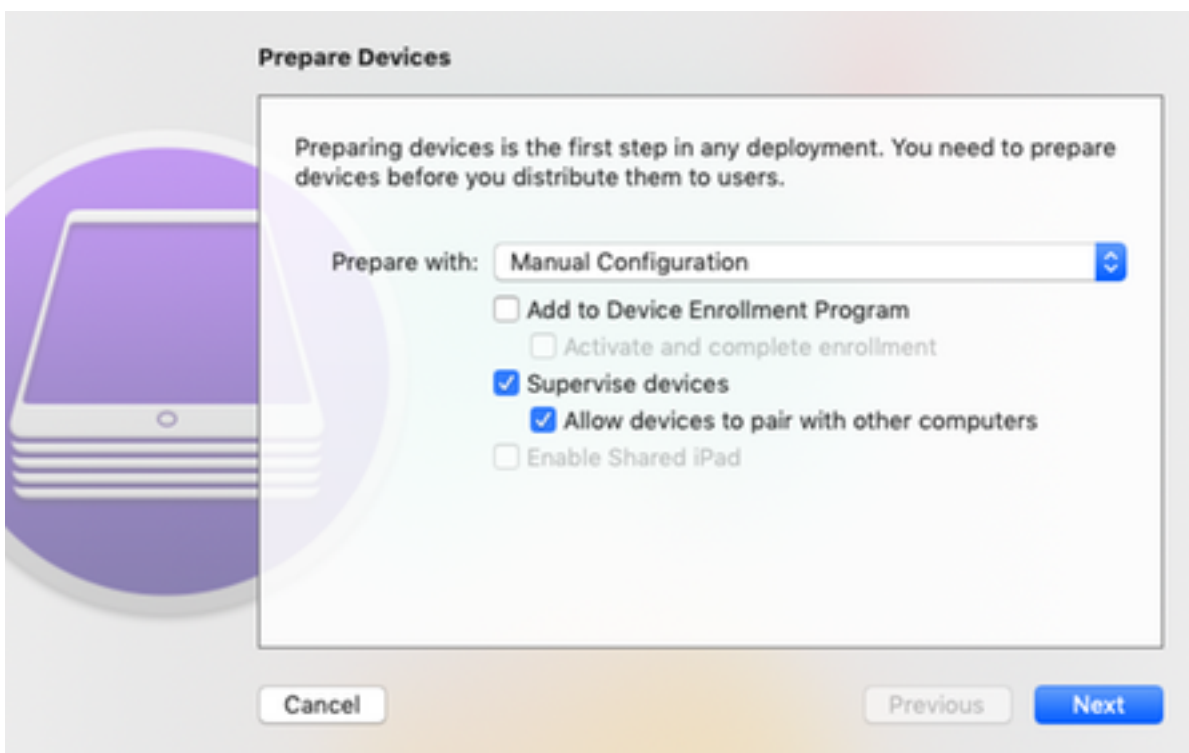 Prepare Devices
Preparing devices is the first step in any deployment. You need to prepare
devices before you distribute them to users.
Prepare with: Manual Configuration
Add to Device Enrollment Program
Activate and complete enrollment
Supervise devices
Allow devices to pair with other computers
Enable Shared iPad
Cancel Previous Next